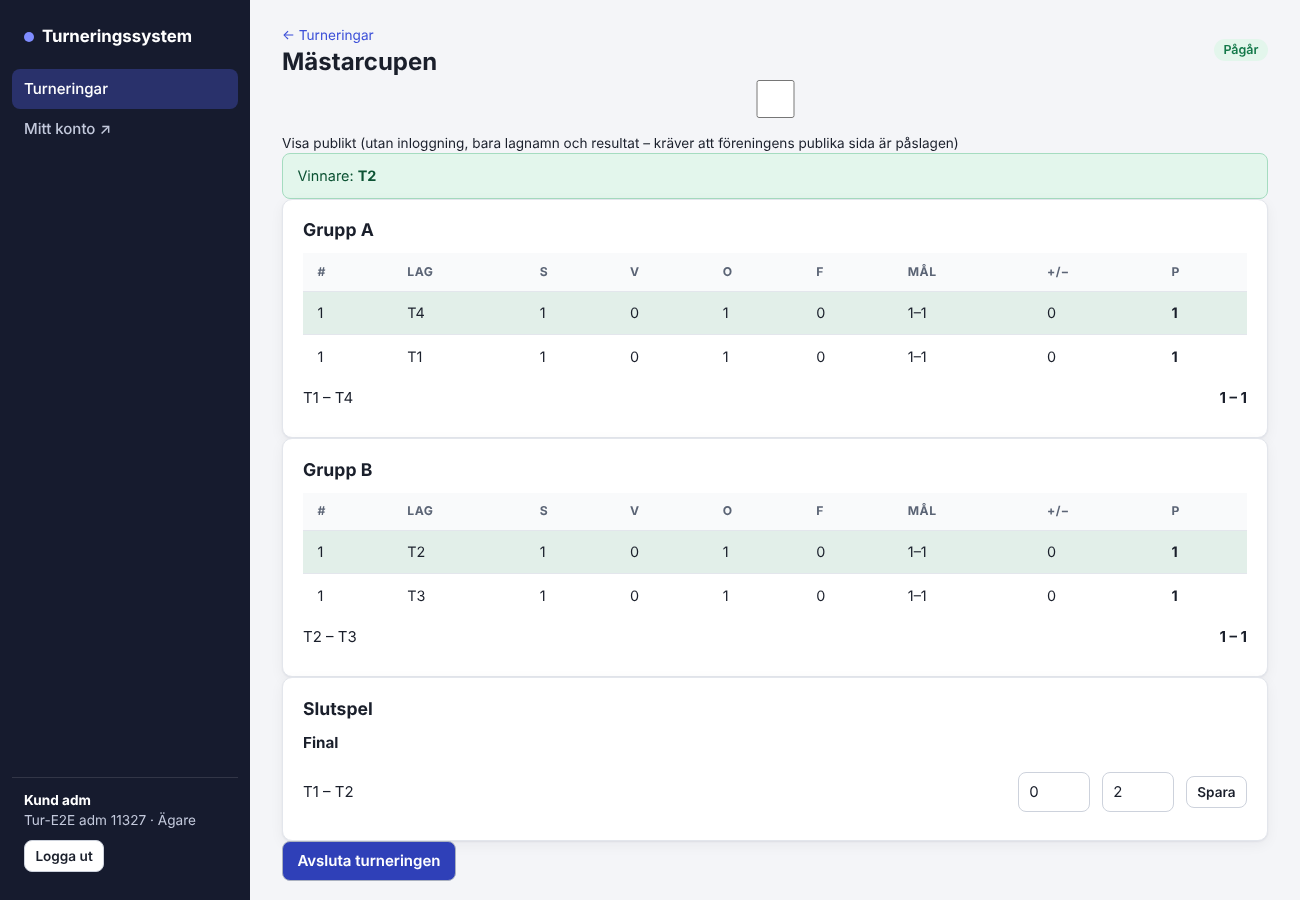 Turneringssystem
Turneringar
Mitt konto ↗
Kund adm
Tur-E2E adm 11327 · Ägare
Logga ut
← Turneringar
Mästarcupen
Pågår
Visa publikt (utan inloggning, bara lagnamn och resultat – kräver att föreningens publika sida är påslagen)
Vinnare: T2
Grupp A
# LAG S V O F MÅL +/− P
1 T4 1 0 1 0 1–1 0 1
1 T1 1 0 1 0 1–1 0 1
T1 – T4 1 – 1
Grupp B
# LAG S V O F MÅL +/− P
1 T2 1 0 1 0 1–1 0 1
1 T3 1 0 1 0 1–1 0 1
T2 – T3 1 – 1
Slutspel
Final
T1 – T2 0 2 Spara
Avsluta turneringen